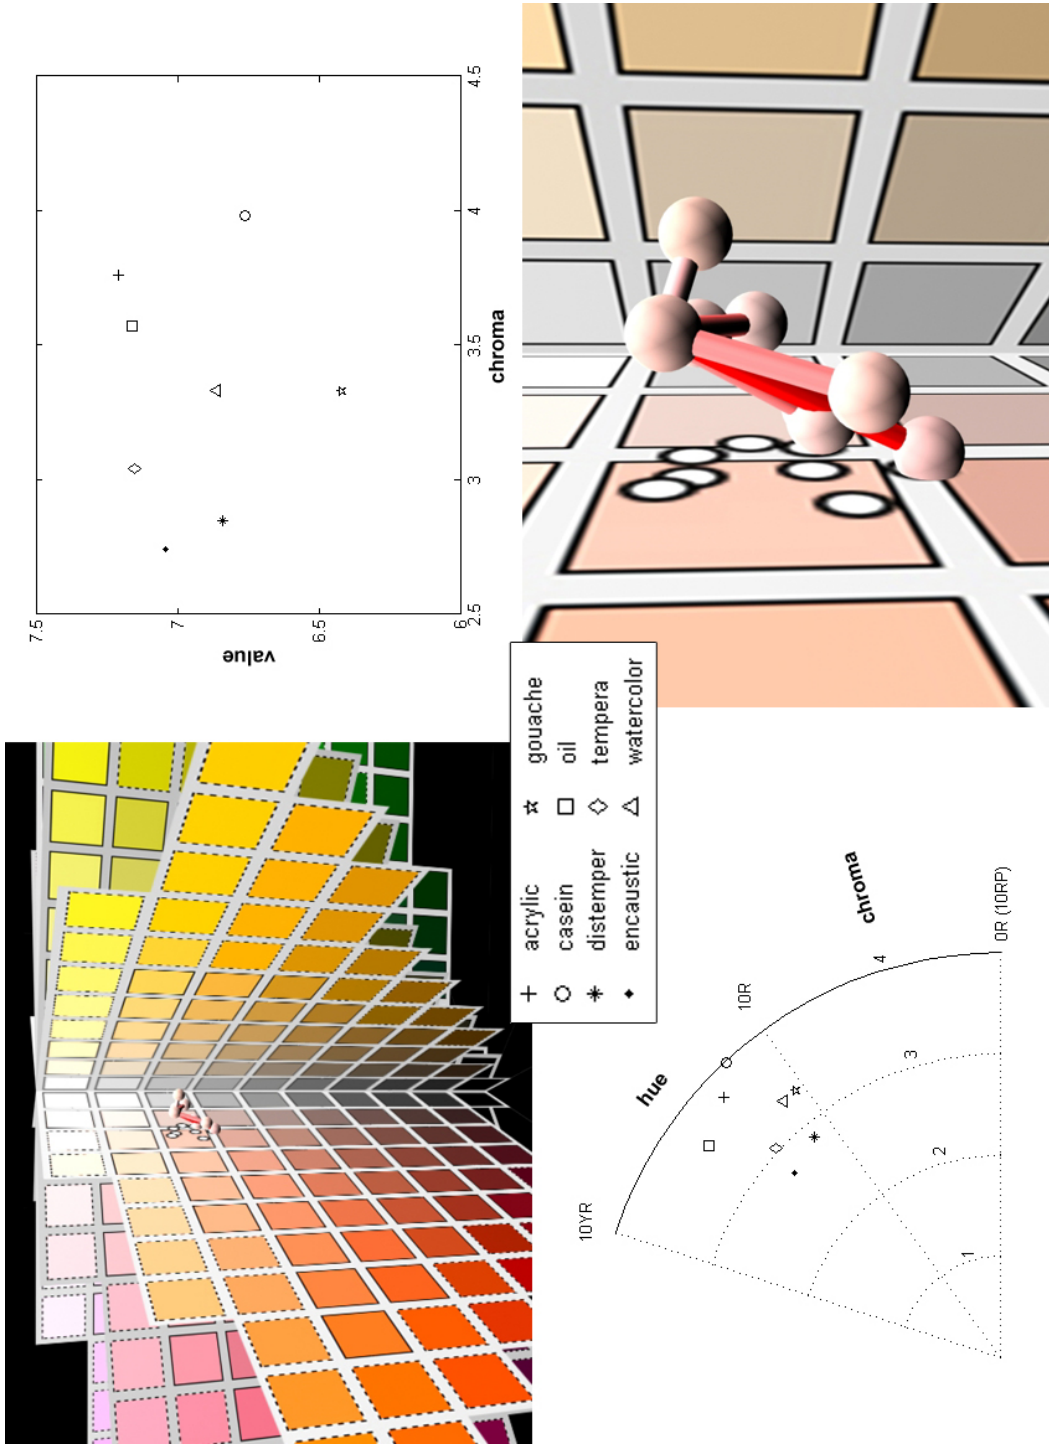 7.5
7
6.5
6
value
2.5
3
3.5
4
4.5
chroma
acrylic
casein
distemper
encaustic
gouache
oil
tempera
watercolor
10YR
hue
10R
chroma
0R (10RP)
1
2
3
4